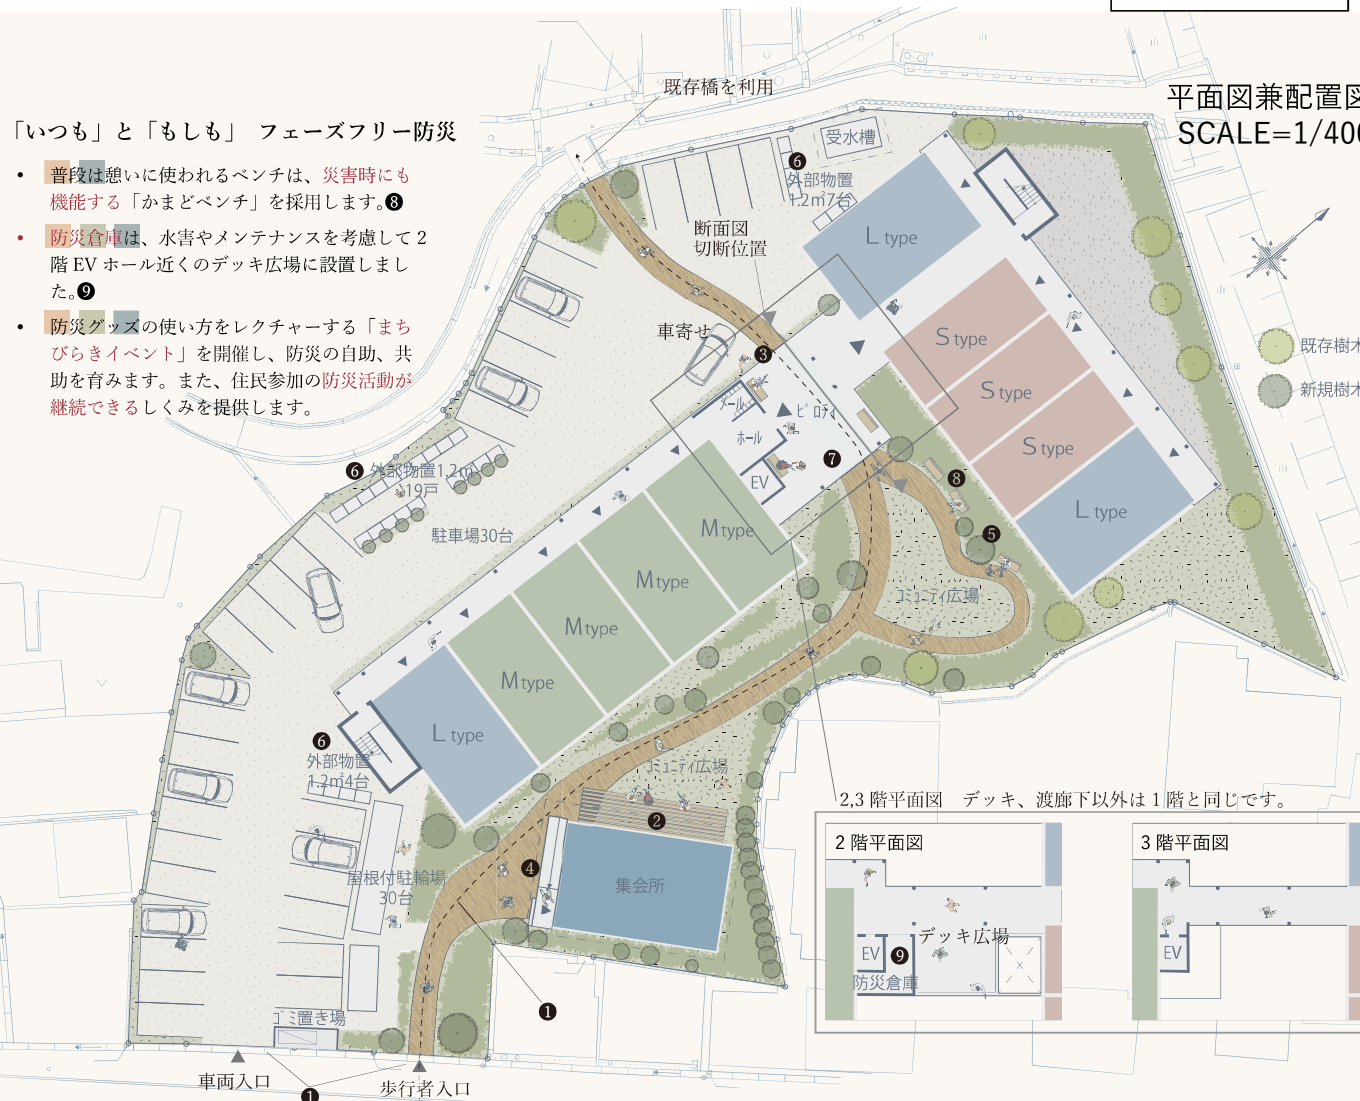 既存橋を利用
平面図兼配置図
SCALE=1/400
「いつも」と「もしも」 フェーズフリー防災
• 普段は憩いに使われるベンチは、災害時にも
機能する「かまどベンチ」を採用します。❽
• 防災倉庫は、水害やメンテナンスを考慮して 2
階 EV ホール近くのデッキ広場に設置しまし
た。❾
• 防災グッズの使い方をレクチャーする「まち
びらきイベント」を開催し、防災の自助、共
助を育みます。また、住民参加の防災活動が
継続できるしくみを提供します。
受水槽
❻
外部物置
1.2㎡7台
断面図
切断位置
L type
車寄せ
❸
S type
S type
S type
L type
既存樹木
新規樹木
メール
ピロティ
ホール
EV
❼
❽
❺
❻ 外部物置1.2㎡
19戸
駐車場30台
M type
M type
M type
M type
L type
コミュニティ広場
❻
外部物置
1.2㎡4台
コミュニティ広場
❷
❹
集会所
屋根付駐輪場
30台
❶
ゴミ置き場
車両入口
❶
歩行者入口
2,3 階平面図 デッキ、渡廊下以外は 1 階と同じです。
2 階平面図
デッキ広場
EV
❾
防災倉庫
3 階平面図
EV